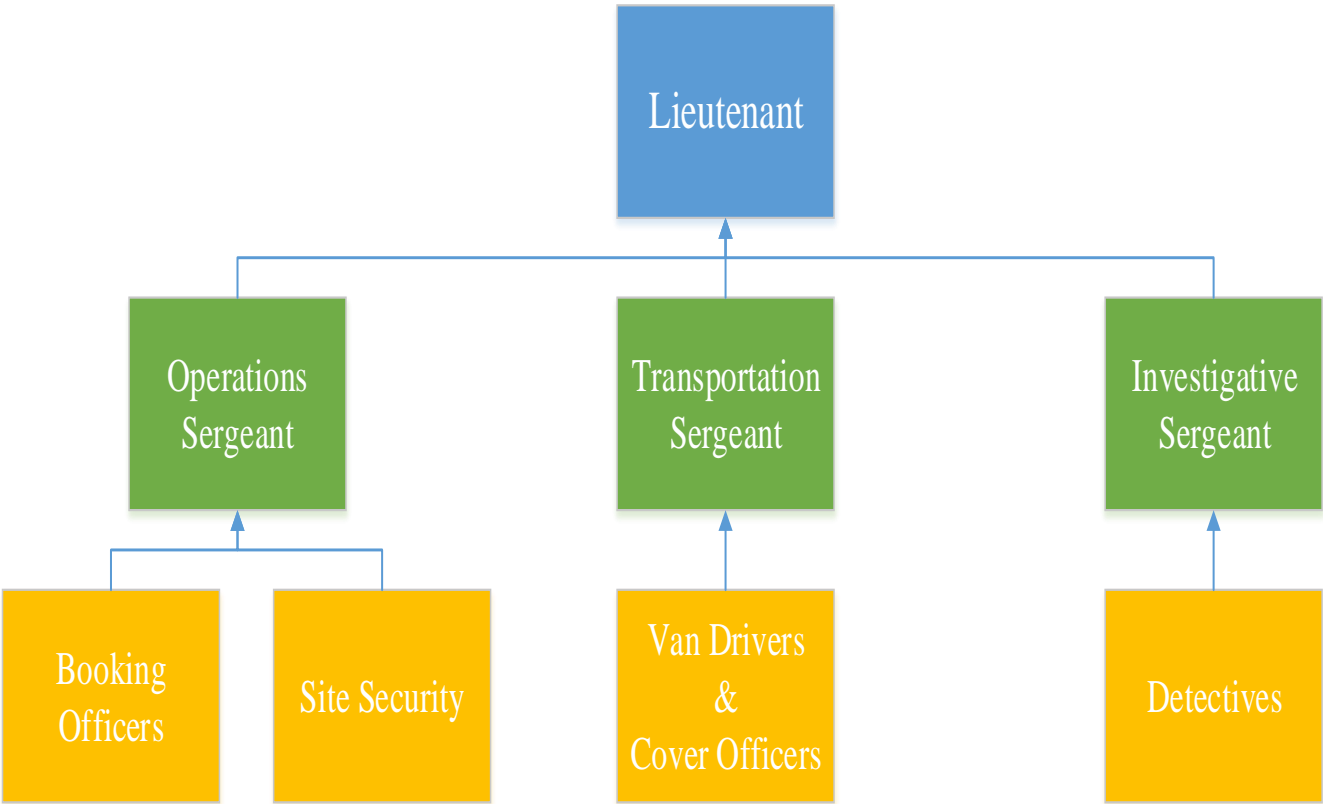 Lieutenant
Operations
Sergeant
Transportation
Sergeant
Investigative
Sergeant
Booking
Officers
Site Security
Van Drivers
&
Cover Officers
Detectives